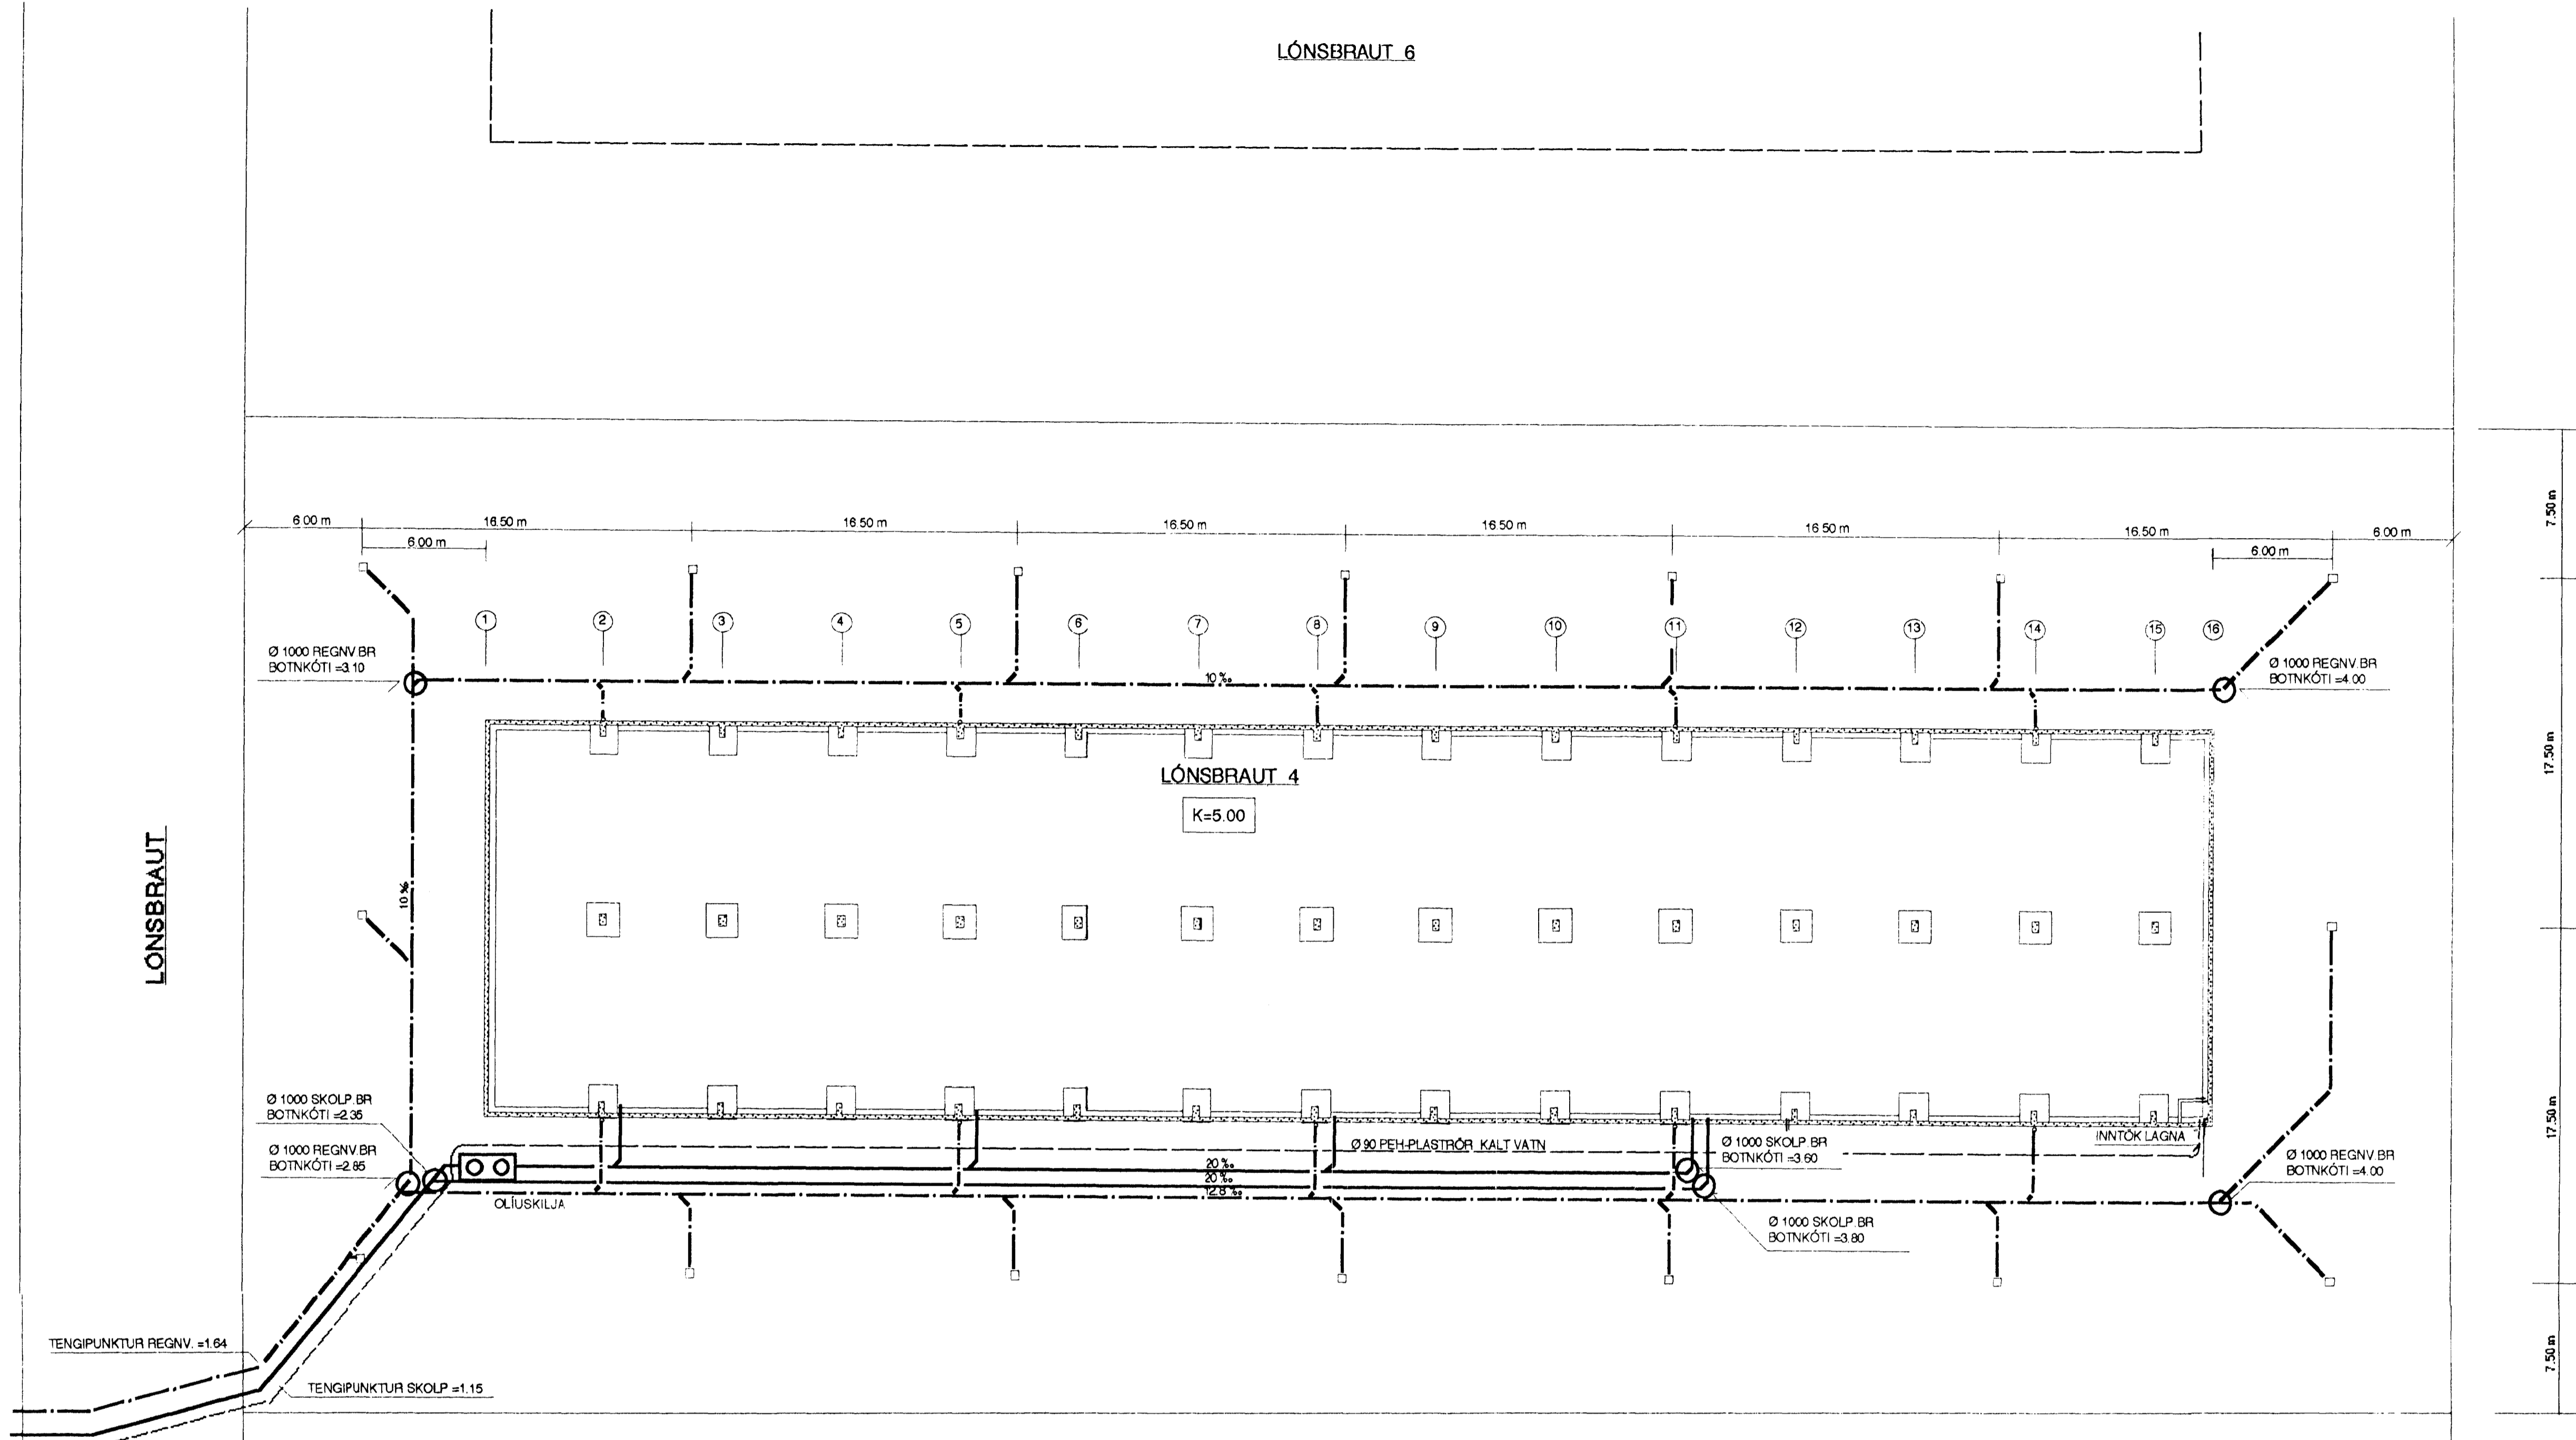 LÓNSBRAUT 6
6.00 m
16.50 m
16.50 m
16.50 m
16.50 m
16.50 m
16.50 m
6.00 m
6.00 m
6.00 m
7.50 m
1
2
3
4
5
6
7
8
9
10
11
12
13
14
15
16
Ø 1000 REGNV.BR
BOTNKÓTI =3.10
10 ‰
Ø 1000 REGNV.BR
BOTNKÓTI =4.00
17.50 m
LÓNSBRAUT 4
K=5.00
LÓNSBRAUT
10 ‰
Ø 1000 SKOLP.BR
BOTNKÓTI =2.35
Ø 1000 REGNV.BR
BOTNKÓTI =2.85
Ø 90 PEH-PLASTRÖR KALT VATN
20 ‰
20 ‰
12.8 ‰
Ø 1000 SKOLP.BR
BOTNKÓTI =3.60
INNTÖK LAGNA
17.50 m
Ø 1000 REGNV.BR
BOTNKÓTI =4.00
OLÍUSKILJA
Ø 1000 SKOLP.BR
BOTNKÓTI =3.80
TENGIPUNKTUR REGNV. =1.64
TENGIPUNKTUR SKOLP =1.15
7.50 m